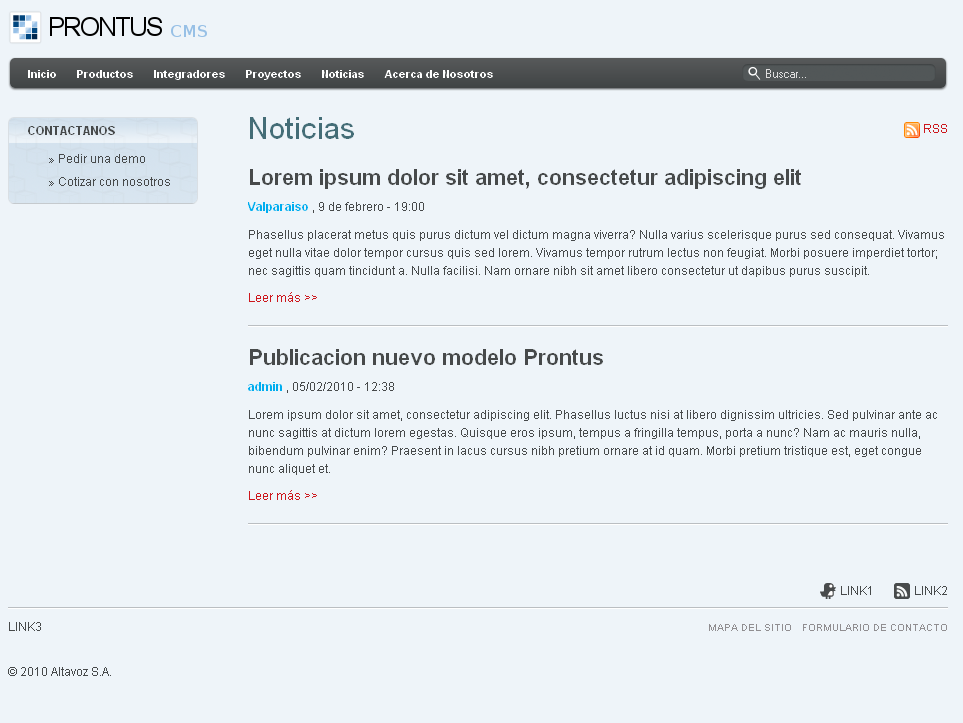 PRONTUS CMS
Inicio Productos Integradores Proyectos Noticias Acerca de Nosotros Buscar...
CONTACTANOS
» Pedir una demo
» Cotizar con nosotros
Noticias
RSS
Lorem ipsum dolor sit amet, consectetur adipiscing elit
Valparaiso , 9 de febrero - 19:00
Phasellus placerat metus quis purus dictum vel dictum magna viverra? Nulla varius scelerisque purus sed consequat. Vivamus
eget nulla vitae dolor tempor cursus quis sed lorem. Vivamus tempor rutrum lectus non feugiat. Morbi posuere imperdiet tortor;
nec sagittis quam tincidunt a. Nulla facilisi. Nam ornare nibh sit amet libero consectetur ut dapibus purus suscipit.
Leer más >>
Publicacion nuevo modelo Prontus
admin , 05/02/2010 - 12:38
Lorem ipsum dolor sit amet, consectetur adipiscing elit. Phasellus luctus nisi at libero dignissim ultricies. Sed pulvinar ante ac
nunc sagittis at dictum lorem egestas. Quisque eros ipsum, tempus a fringilla tempus, porta a nunc? Nam ac mauris nulla,
bibendum pulvinar enim? Praesent in lacus cursus nibh pretium ornare at id quam. Morbi pretium tristique est, eget congue
nunc aliquet et.
Leer más >>
LINK1 LINK2
LINK3
MAPA DEL SITIO FORMULARIO DE CONTACTO
© 2010 Altavoz S.A.